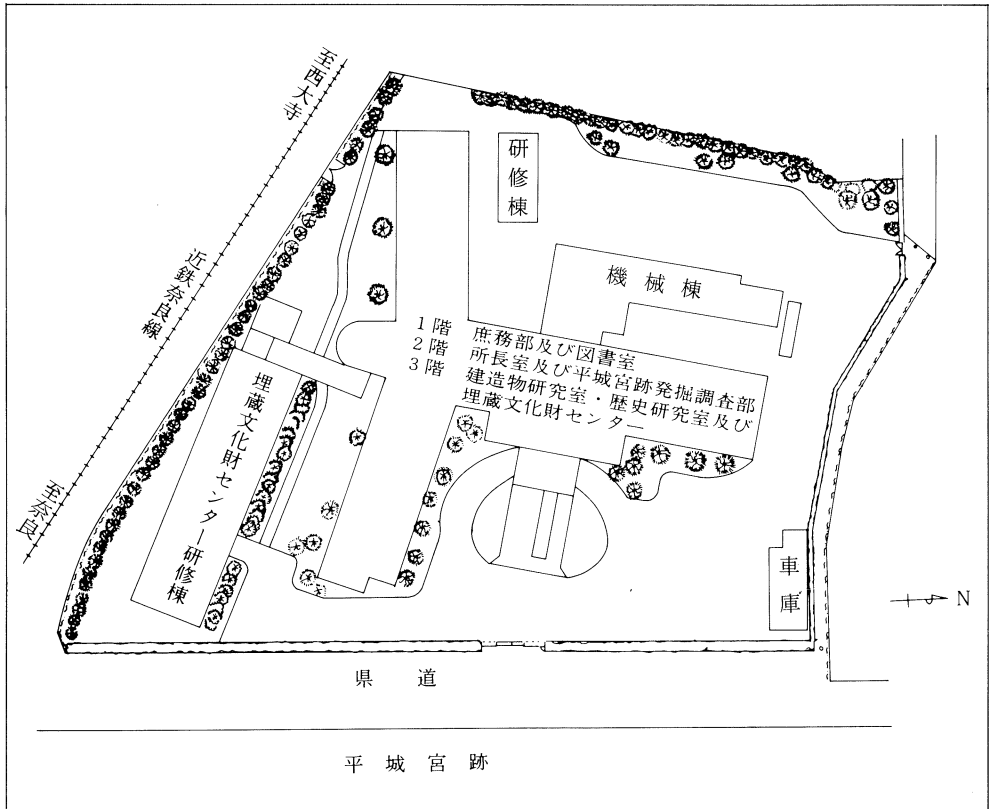 至西大寺
研修棟
近鉄奈良線
機械棟
1階 庶務部及び図書室
2階 所長室及び平城宮跡発掘調査部
3階 建造物研究室・歴史研究室及び
埋蔵文化財センター
埋蔵文化財センター研修棟
至奈良
車庫
N
県道
平城宮跡